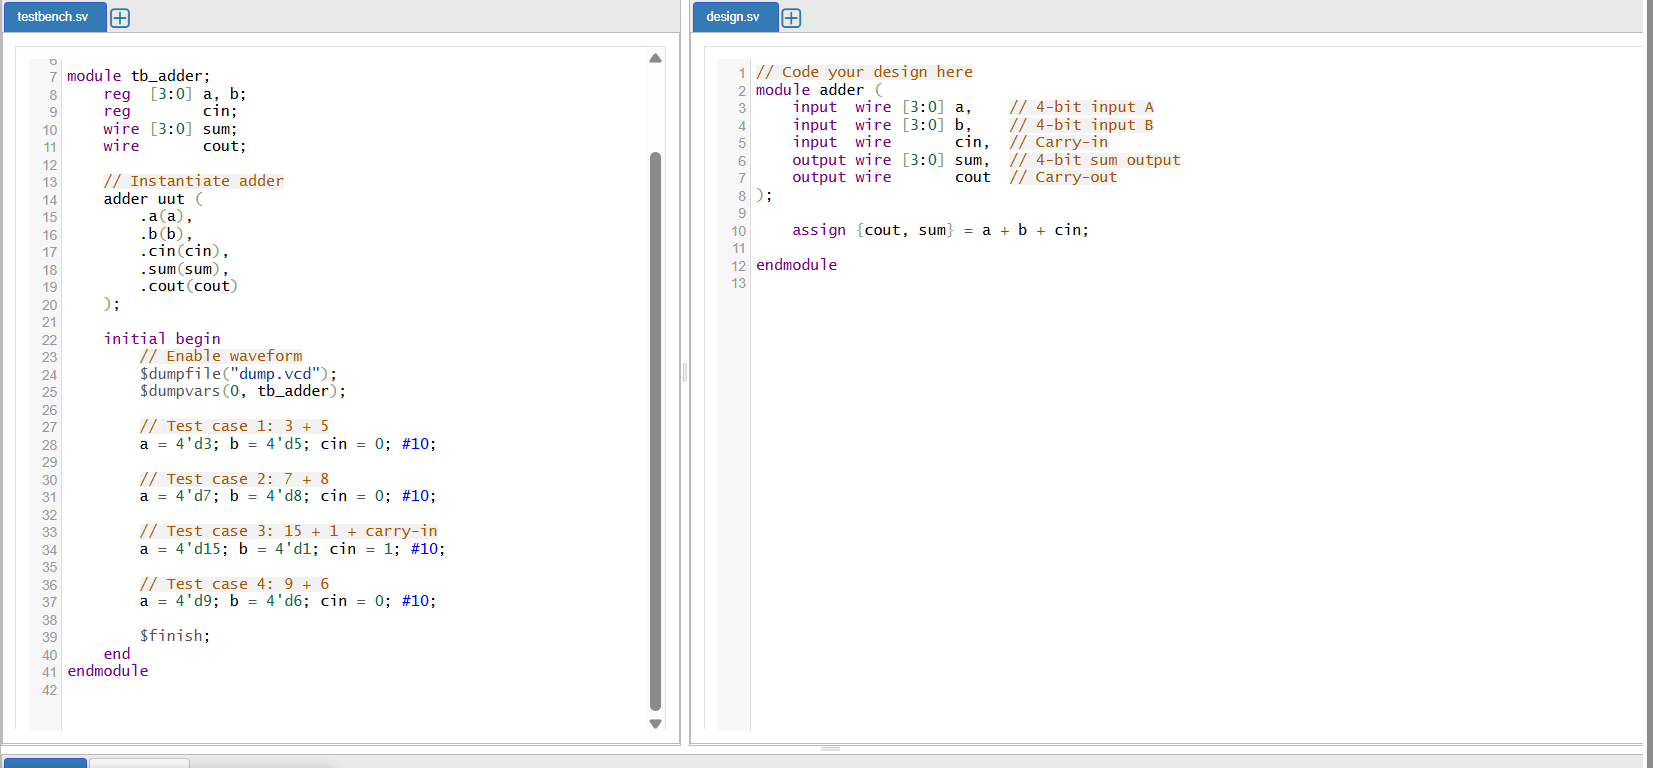 testbench.sv
6
7 module tb_adder;
8     reg  [3:0] a, b;
9     reg        cin;
10     wire [3:0] sum;
11     wire       cout;
12
13     // Instantiate adder
14     adder uut (
15         .a(a),
16         .b(b),
17         .cin(cin),
18         .sum(sum),
19         .cout(cout)
20     );
21
22     initial begin
23         // Enable waveform
24         $dumpfile("dump.vcd");
25         $dumpvars(0, tb_adder);
26
27         // Test case 1: 3 + 5
28         a = 4'd3; b = 4'd5; cin = 0; #10;
29
30         // Test case 2: 7 + 8
31         a = 4'd7; b = 4'd8; cin = 0; #10;
32
33         // Test case 3: 15 + 1 + carry-in
34         a = 4'd15; b = 4'd1; cin = 1; #10;
35
36         // Test case 4: 9 + 6
37         a = 4'd9; b = 4'd6; cin = 0; #10;
38
39         $finish;
40     end
41 endmodule
42
design.sv
1 // Code your design here
2 module adder (
3     input  wire [3:0] a,    // 4-bit input A
4     input  wire [3:0] b,    // 4-bit input B
5     input  wire       cin,  // Carry-in
6     output wire [3:0] sum,  // 4-bit sum output
7     output wire       cout  // Carry-out
8 );
9
10     assign {cout, sum} = a + b + cin;
11
12 endmodule
13